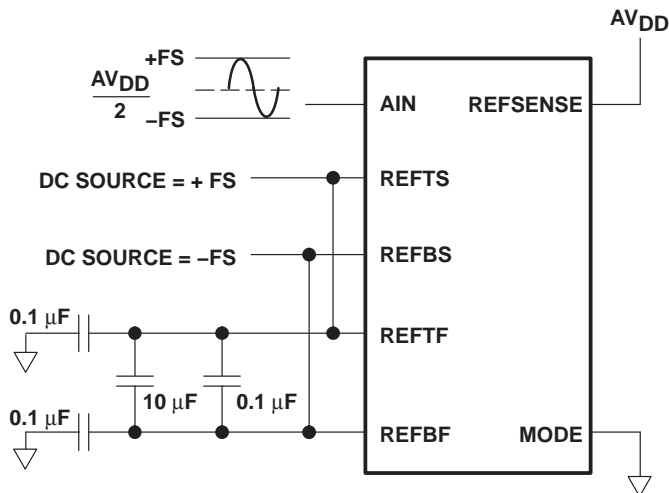 AVDD
+FS
AVDD
2
−FS
AIN
REFSENSE
DC SOURCE = + FS
REFTS
DC SOURCE = −FS
REFBS
0.1 μF
REFTF
10 μF
0.1 μF
0.1 μF
REFBF
MODE